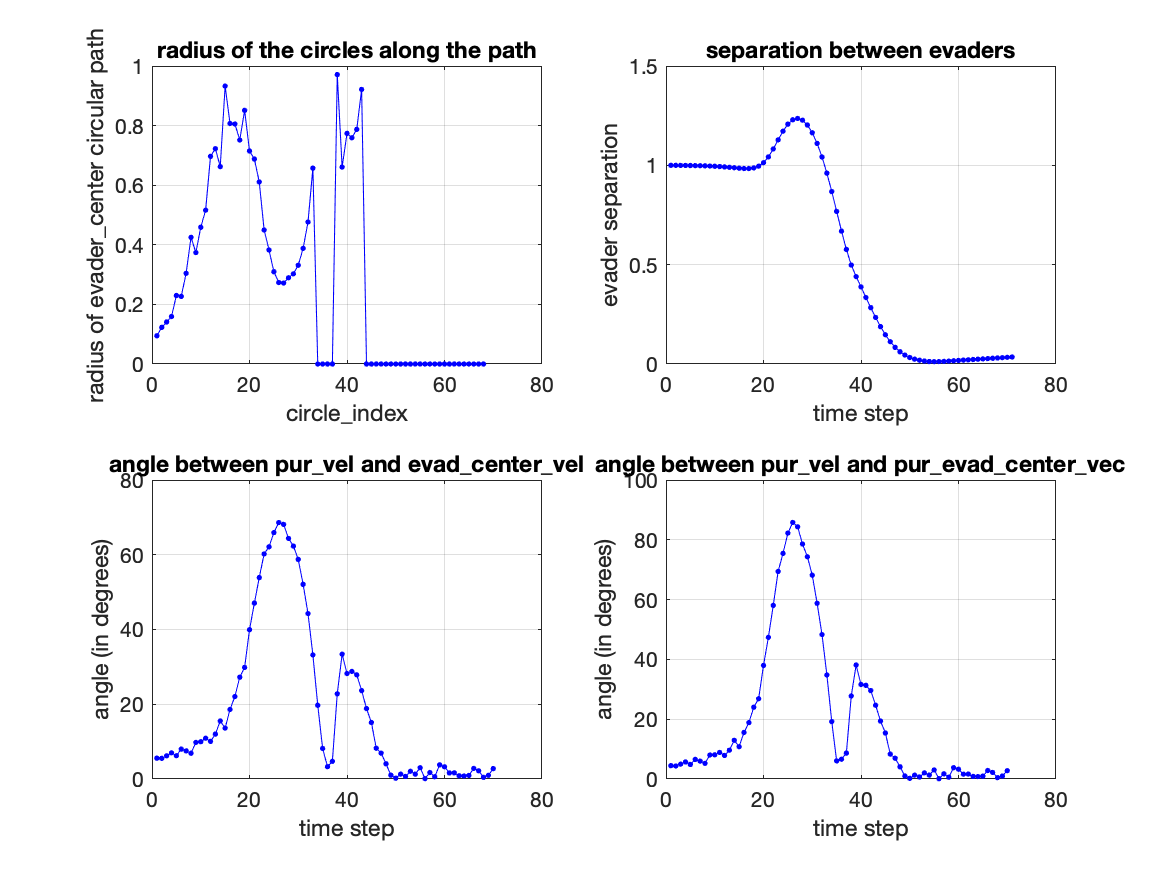 radius of the circles along the path
radius of evader_center circular path
1
0.8
0.6
0.4
0.2
0
0 20 40 60 80
circle_index
separation between evaders
evader separation
1.5
1
0.5
0
0 20 40 60 80
time step
angle between pur_vel and evad_center_vel
angle (in degrees)
80
60
40
20
0
0 20 40 60 80
time step
angle between pur_vel and pur_evad_center_vec
angle (in degrees)
100
80
60
40
20
0
0 20 40 60 80
time step